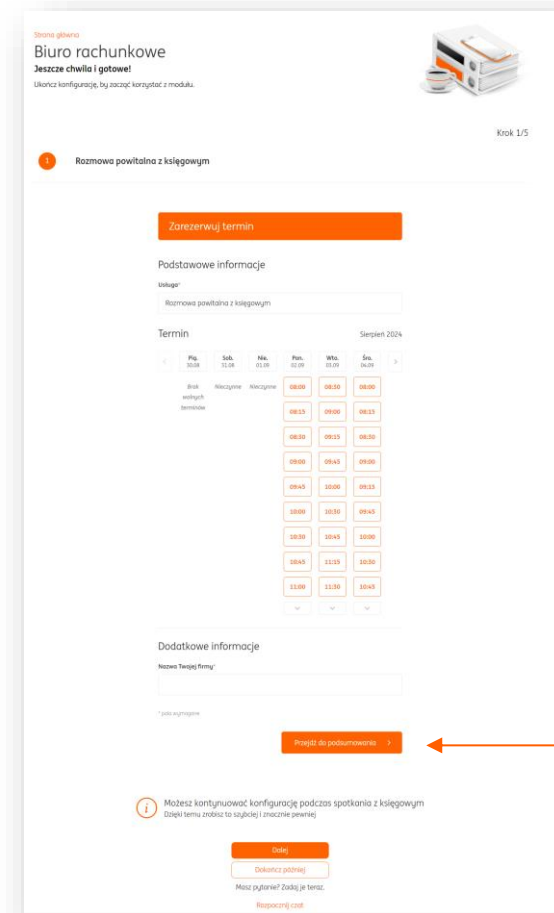 Strona główna
Biuro rachunkowe
Jeszcze chwila i gotowe!
Ukończ konfigurację, by zacząć korzystać z modułu.
Krok 1/5
1 Rozmowa powitalna z księgowym
Zarezerwuj termin
Podstawowe informacje
Usługa*
Rozmowa powitalna z księgowym
Termin Sierpień 2024
Pią. Sob. Nie. Pon. Wto. Śro.
30.08 31.08 01.09 02.09 03.09 04.09
Brak wolnych terminów Nieczynne Nieczynne 08:00 08:30 08:00
08:15 09:00 08:15
08:30 09:15 08:30
09:00 09:45 09:00
09:45 10:00 09:15
10:00 10:30 09:45
10:30 10:45 10:00
10:45 11:15 10:30
11:00 11:30 10:45
Dodatkowe informacje
Nazwa Twojej firmy*
* pola wymagane
Przejdź do podsumowania
Możesz kontynuować konfigurację podczas spotkania z księgowym
Dzięki temu zrobisz to szybciej i znacznie pewniej
Dalej
Dokończ później
Masz pytanie? Zadaj je teraz.
Rozpocznij czat